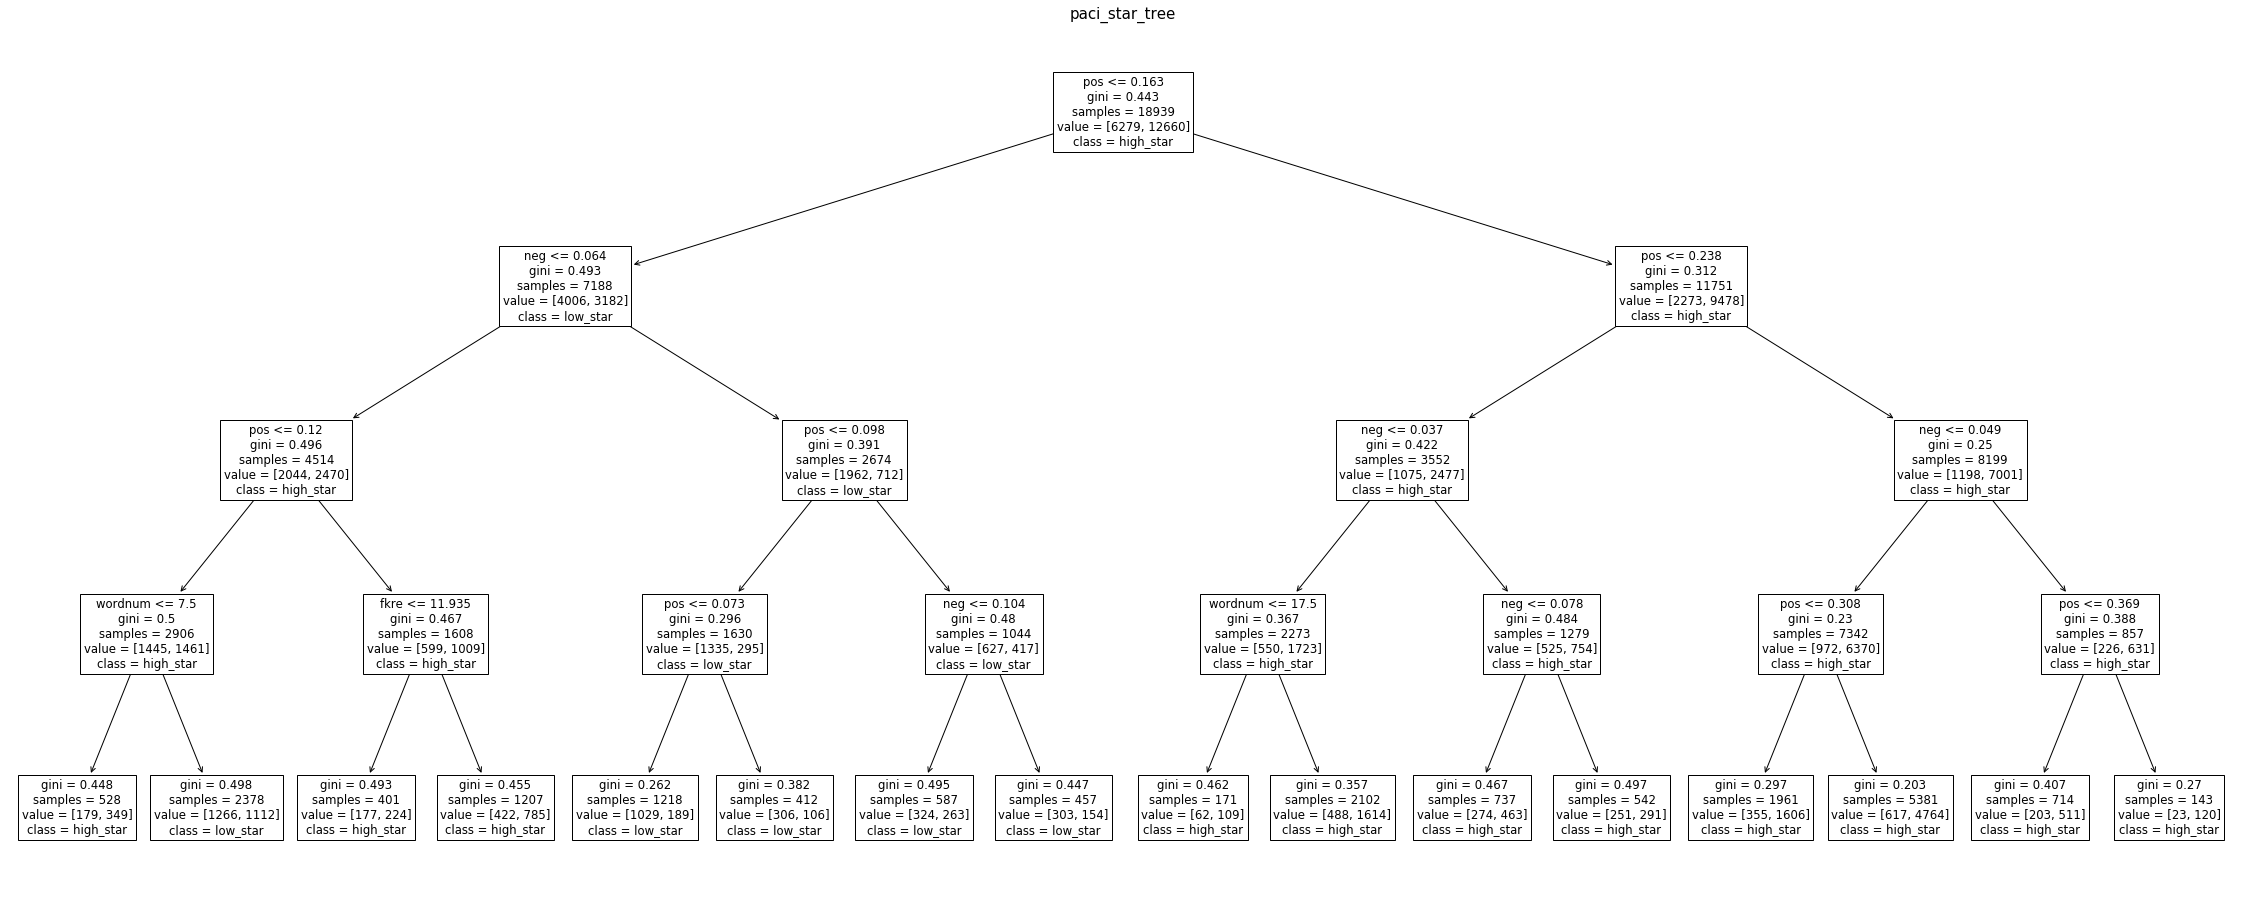 paci_star_tree
pos <= 0.163
gini = 0.443
samples = 18939
value = [6279, 12660]
class = high_star
neg <= 0.064
gini = 0.493
samples = 7188
value = [4006, 3182]
class = low_star
pos <= 0.238
gini = 0.312
samples = 11751
value = [2273, 9478]
class = high_star
pos <= 0.12
gini = 0.496
samples = 4514
value = [2044, 2470]
class = high_star
pos <= 0.098
gini = 0.391
samples = 2674
value = [1962, 712]
class = low_star
neg <= 0.037
gini = 0.422
samples = 3552
value = [1075, 2477]
class = high_star
neg <= 0.049
gini = 0.25
samples = 8199
value = [1198, 7001]
class = high_star
wordnum <= 7.5
gini = 0.5
samples = 2906
value = [1445, 1461]
class = high_star
fkre <= 11.935
gini = 0.467
samples = 1608
value = [599, 1009]
class = high_star
pos <= 0.073
gini = 0.296
samples = 1630
value = [1335, 295]
class = low_star
neg <= 0.104
gini = 0.48
samples = 1044
value = [627, 417]
class = low_star
wordnum <= 17.5
gini = 0.367
samples = 2273
value = [550, 1723]
class = high_star
neg <= 0.078
gini = 0.484
samples = 1279
value = [525, 754]
class = high_star
pos <= 0.308
gini = 0.23
samples = 7342
value = [972, 6370]
class = high_star
pos <= 0.369
gini = 0.388
samples = 857
value = [226, 631]
class = high_star
gini = 0.448
samples = 528
value = [179, 349]
class = high_star
gini = 0.498
samples = 2378
value = [1266, 1112]
class = low_star
gini = 0.493
samples = 401
value = [177, 224]
class = high_star
gini = 0.455
samples = 1207
value = [422, 785]
class = high_star
gini = 0.262
samples = 1218
value = [1029, 189]
class = low_star
gini = 0.382
samples = 412
value = [306, 106]
class = low_star
gini = 0.495
samples = 587
value = [324, 263]
class = low_star
gini = 0.447
samples = 457
value = [303, 154]
class = low_star
gini = 0.462
samples = 171
value = [62, 109]
class = high_star
gini = 0.357
samples = 2102
value = [488, 1614]
class = high_star
gini = 0.467
samples = 737
value = [274, 463]
class = high_star
gini = 0.497
samples = 542
value = [251, 291]
class = high_star
gini = 0.297
samples = 1961
value = [355, 1606]
class = high_star
gini = 0.203
samples = 5381
value = [617, 4764]
class = high_star
gini = 0.407
samples = 714
value = [203, 511]
class = high_star
gini = 0.27
samples = 143
value = [23, 120]
class = high_star